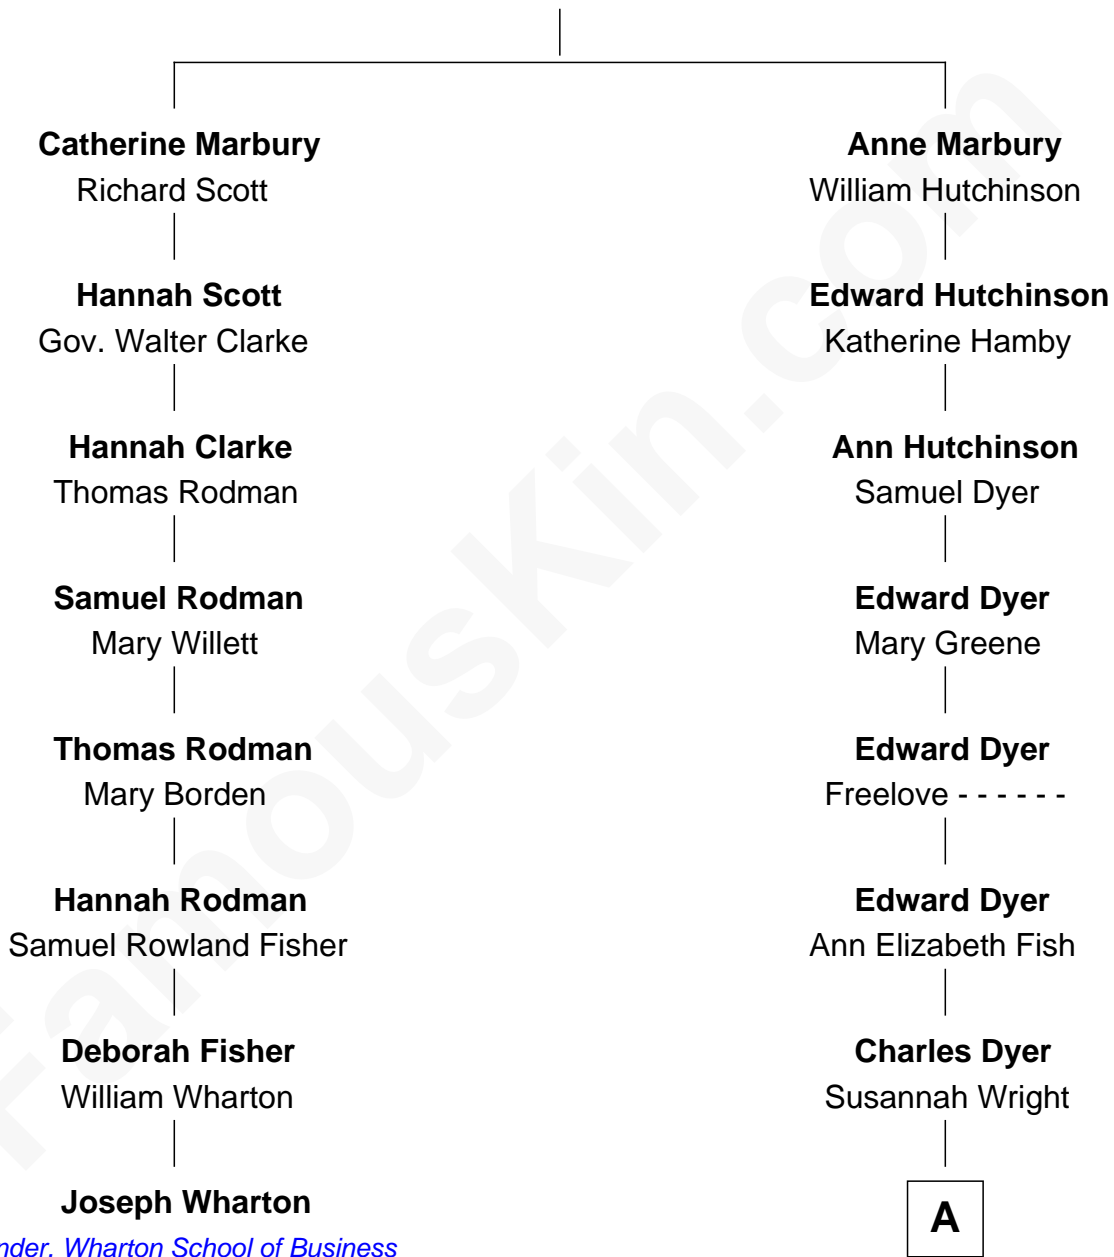 Catherine Marbury
Richard Scott
Hannah Scott
Gov. Walter Clarke
Hannah Clarke
Thomas Rodman
Samuel Rodman
Mary Willett
Thomas Rodman
Mary Borden
Hannah Rodman
Samuel Rowland Fisher
Deborah Fisher
William Wharton
Joseph Wharton
nder, Wharton School of Business
Anne Marbury
William Hutchinson
Edward Hutchinson
Katherine Hamby
Ann Hutchinson
Samuel Dyer
Edward Dyer
Mary Greene
Edward Dyer
Freelove - - - - - -
Edward Dyer
Ann Elizabeth Fish
Charles Dyer
Susannah Wright
A
FamousKin.com